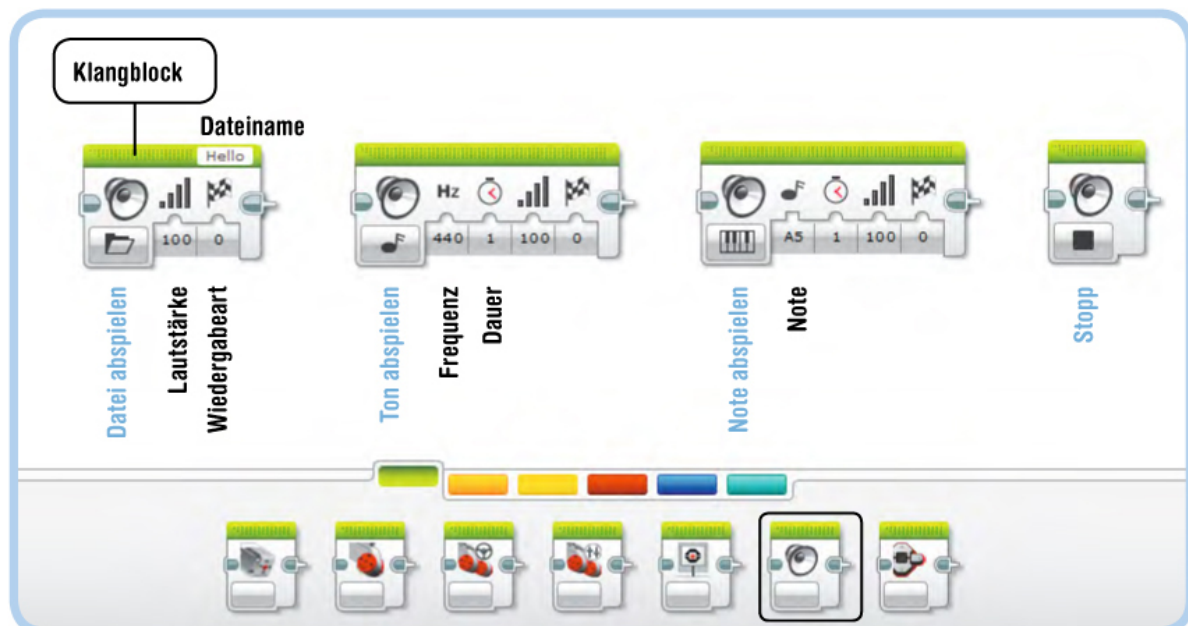 Klangblock
Dateiname
Hello
100 0
Hz
440 1 100 0
A5 1 100 0
Datei abspielen
Lautstärke
Wiedergabeart
Ton abspielen
Frequenz
Dauer
Note abspielen
Note
Stopp